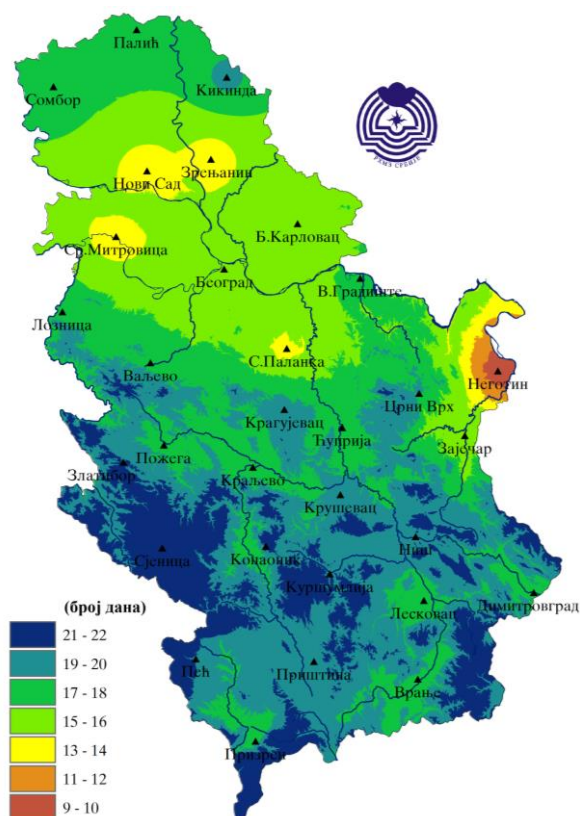 Палић
Сомбор
Кикинда
Нови Сад
Зрењанин
РХМЗ СРБИЈЕ
Ср.Митровица
Б.Карловац
Београд
В.Градиште
Лозница
Ваљево
С.Паланка
Неготин
Црни Врх
Крагујевац
Ћуприја
Зајечар
Пожега
Златибор
Краљево
Крушевац
Сјеница
Копаоник
Ниш
Куршумлија
Лесковац
Димитровград
Пећ
Приштина
Врање
Призрен
(број дана)
21 - 22
19 - 20
17 - 18
15 - 16
13 - 14
11 - 12
9 - 10